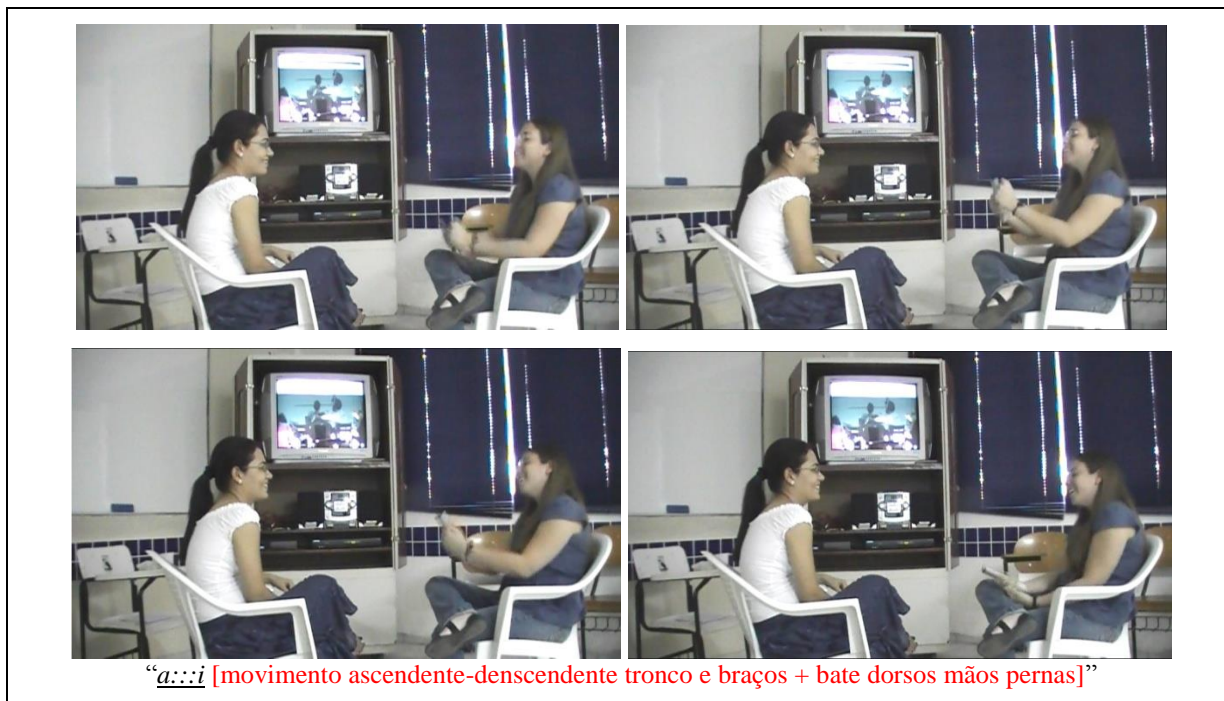 “a:::i [movimento ascendente-denscendente tronco e braços + bate dorsos mãos pernas]”